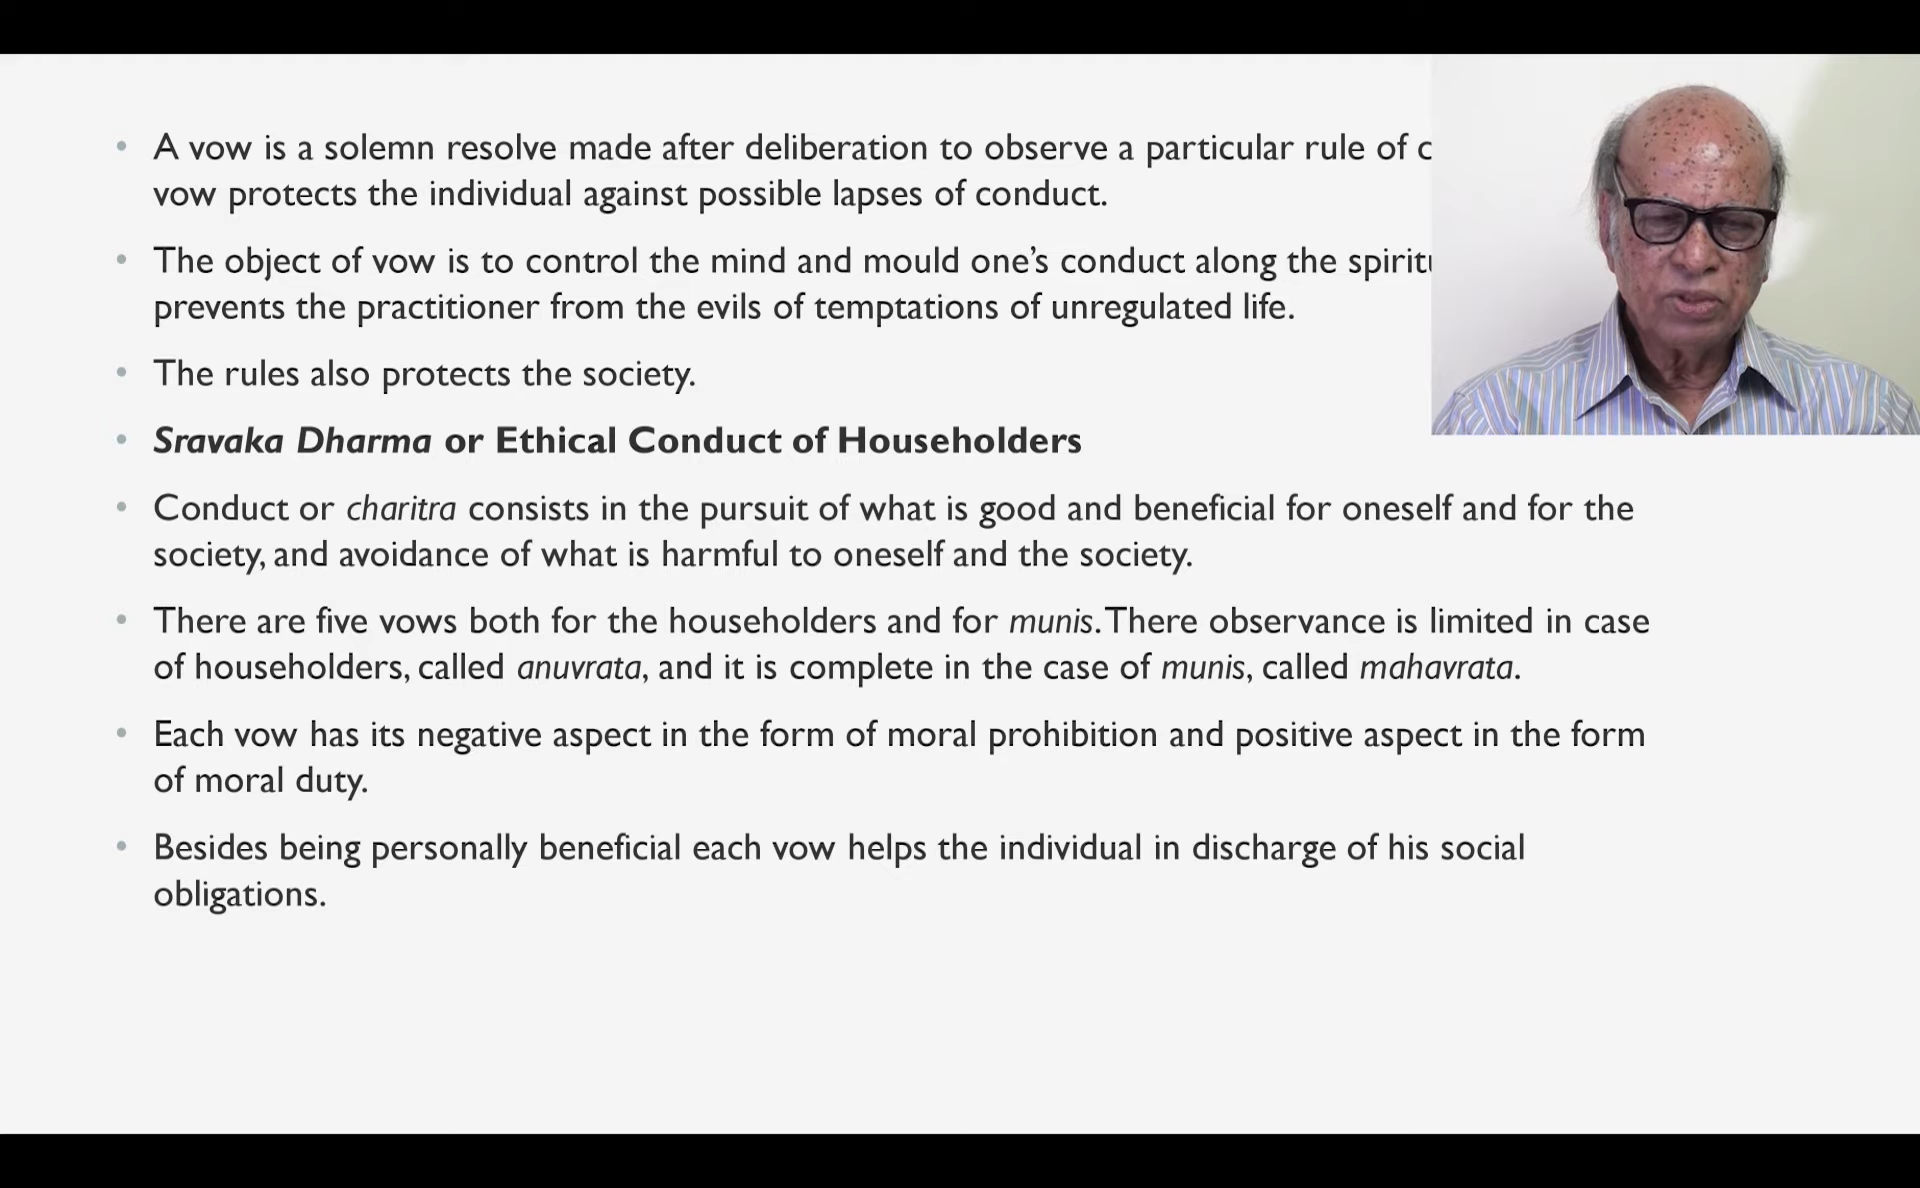 • A vow is a solemn resolve made after deliberation to observe a particular rule of
vow protects the individual against possible lapses of conduct.
• The object of vow is to control the mind and mould one's conduct along the
prevents the practitioner from the evils of temptations of unregulated life.
• The rules also protects the society.
• Sravaka Dharma or Ethical Conduct of Householders
• Conduct or charitra consists in the pursuit of what is good and beneficial for oneself and for the
society, and avoidance of what is harmful to oneself and the society.
• There are five vows both for the householders and for munis. There observance is limited in case
of householders, called anuvrata, and it is complete in the case of munis, called mahavrata.
• Each vow has its negative aspect in the form of moral prohibition and positive aspect in the form
of moral duty.
• Besides being personally beneficial each vow helps the individual in discharge of his social
obligations.